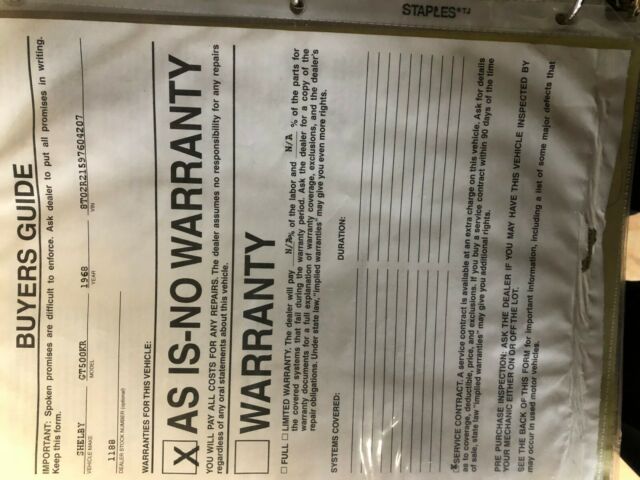 STAPLES
BUYERS GUIDE
IMPORTANT: Spoken promises are difficult to enforce. Ask dealer to put all promises in writing.
Keep this form.
SHELBY GT500KR 1968 8T02R21597604207
VEHICLE MAKE MODEL YEAR VIN
1188
DEALER STOCK NUMBER (optional)
WARRANTIES FOR THIS VEHICLE:
X AS IS-NO WARRANTY
YOU WILL PAY ALL COSTS FOR ANY REPAIRS. The dealer assumes no responsibility for any repairs
regardless of any oral statements about this vehicle.
WARRANTY
FULL LIMITED WARRANTY. The dealer will pay N/A% of the labor and N/A % of the parts for
the covered systems that fail during the warranty period. Ask the dealer for a copy of the
warranty documents for a full explanation of warranty coverage, exclusions, and the dealer's
repair obligations. Under state law, "implied warranties" may give you even more rights.
SYSTEMS COVERED: DURATION:
SERVICE CONTRACT. A service contract is available at an extra charge on this vehicle. Ask for details
as to coverage, deductible, price, and exclusions. If you buy a service contract within 90 days of the time
of sale, state law "implied warranties" may give you additional rights.
PRE PURCHASE INSPECTION: ASK THE DEALER IF YOU MAY HAVE THIS VEHICLE INSPECTED BY
YOUR MECHANIC EITHER ON OR OFF THE LOT.
SEE THE BACK OF THIS FORM for important information, including a list of some major defects that
may occur in used motor vehicles.